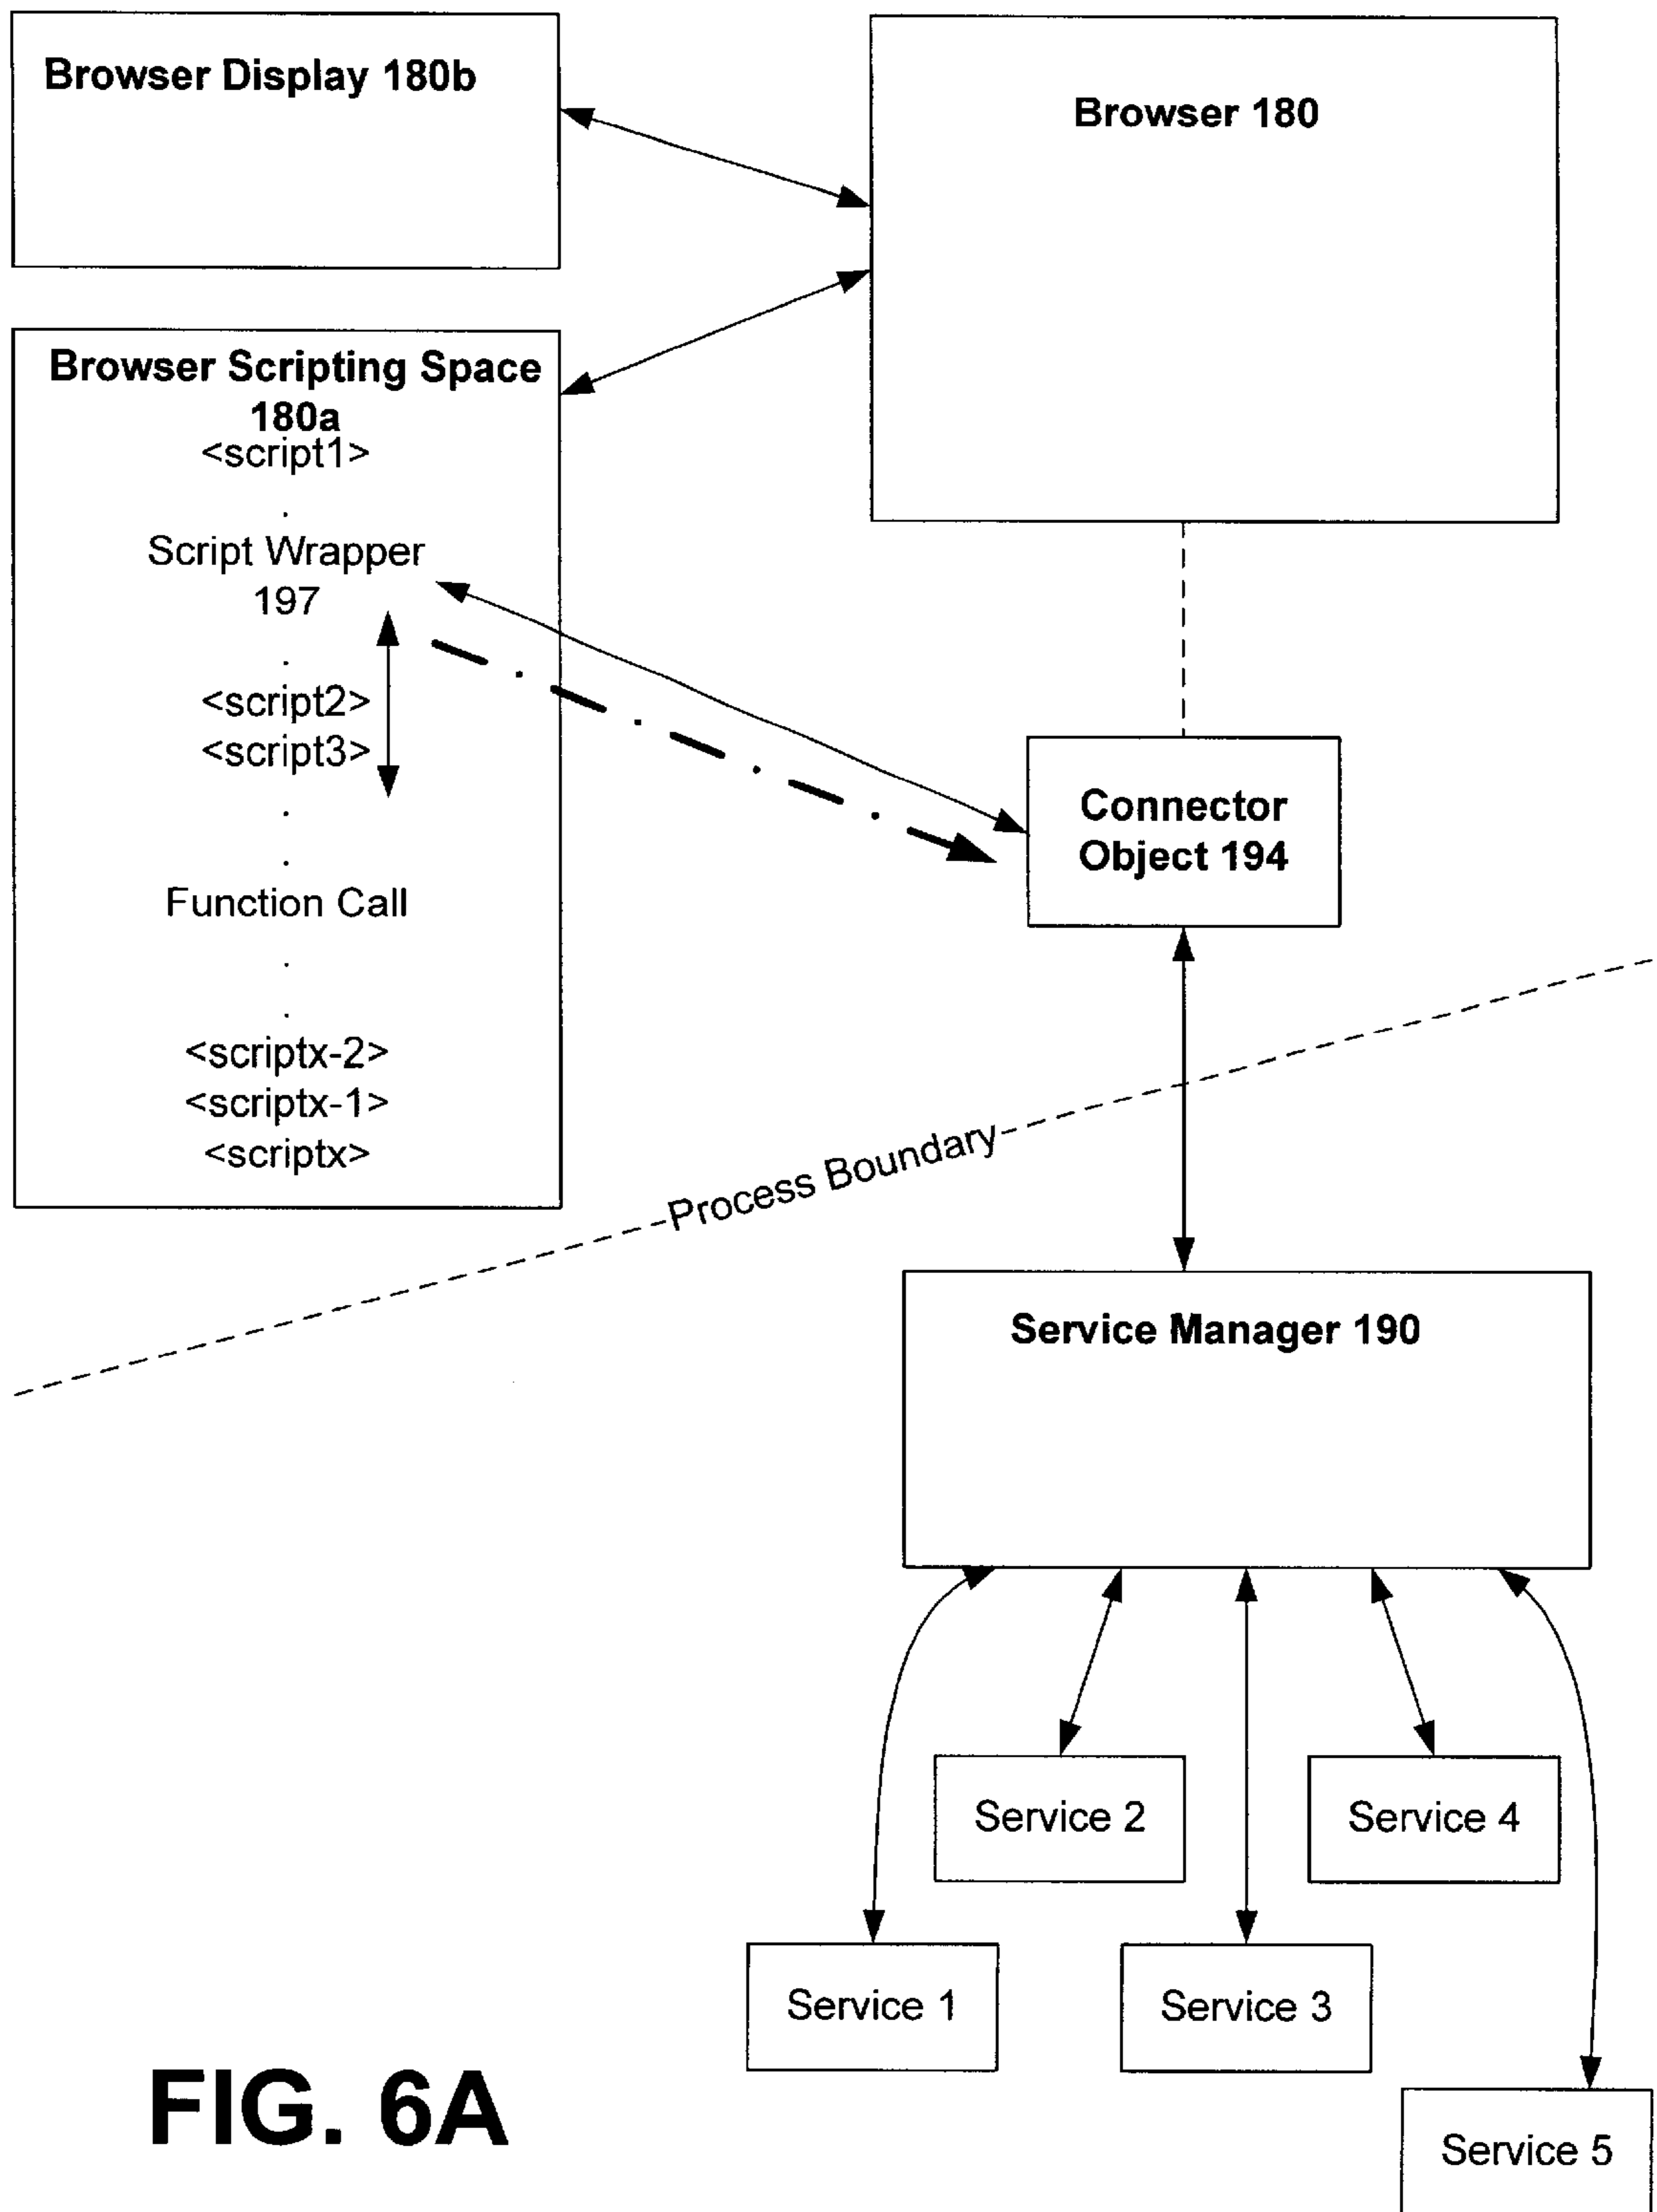 Browser Display 180b
Browser 180
Browser Scripting Space
180a
<script1>
.
Script Wrapper
197
.
<script2>
<script3>
.
.
Function Call
.
.
<scriptx-2>
<scriptx-1>
<scriptx>
Connector
Object 194
Process Boundary
Service Manager 190
Service 2
Service 4
Service 1
Service 3
Service 5
FIG. 6A